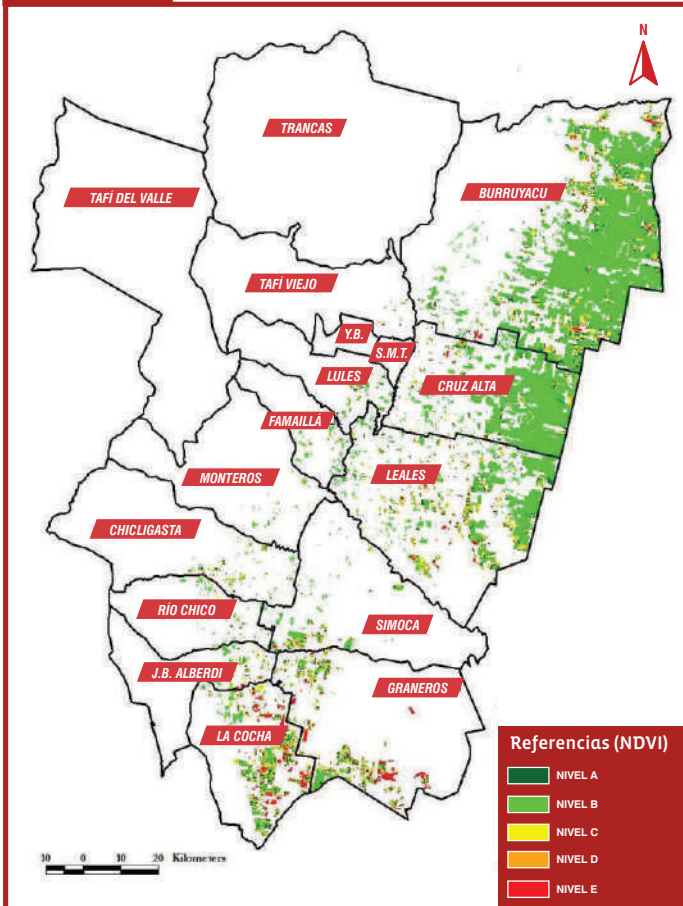 N
TRANCAS
TAFÍ DEL VALLE
BURRUYACU
TAFÍ VIEJO
Y.B.
S.M.T.
LULES
CRUZ ALTA
FAMAILLÁ
LEALES
MONTEROS
CHICLIGASTA
RÍO CHICO
SIMOCA
J.B. ALBERDI
GRANEROS
LA COCHA
Referencias (NDVI)
NIVEL A
NIVEL B
NIVEL C
NIVEL D
NIVEL E
10 0 10 20 Kilometers